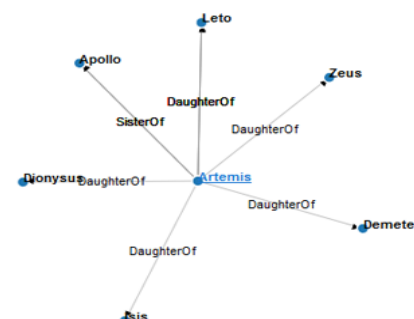 Leto
Apollo
Zeus
DaughterOf
SisterOf
DaughterOf
Dionysus
DaughterOf
Artemis
DaughterOf
Demete
DaughterOf
Isis